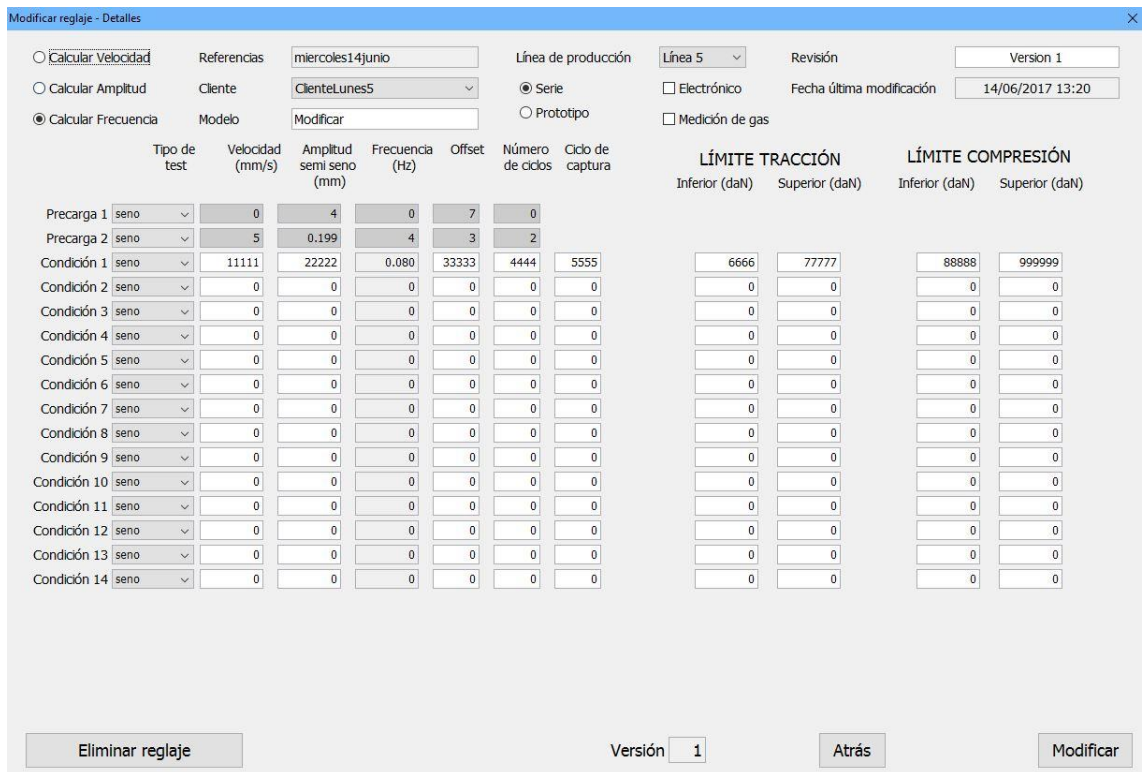 Modificar reglaje - Detalles
Calcular Velocidad Referencias miercoles14junio Línea de producción Línea 5 Revisión Version 1
Calcular Amplitud Cliente ClienteLunes5 Serie Electrónico Fecha última modificación 14/06/2017 13:20
Calcular Frecuencia Modelo Modificar Prototipo Medición de gas
Tipo de test Velocidad (mm/s) Amplitud semi seno (mm) Frecuencia (Hz) Offset Número de ciclos Ciclo de captura LÍMITE TRACCIÓN LÍMITE COMPRESIÓN
Inferior (daN) Superior (daN) Inferior (daN) Superior (daN)
Precarga 1 seno 0 4 0 7 0
Precarga 2 seno 5 0.199 4 3 2
Condición 1 seno 11111 22222 0.080 33333 4444 5555 6666 77777 88888 999999
Condición 2 seno 0 0 0 0 0 0 0 0 0 0
Condición 3 seno 0 0 0 0 0 0 0 0 0 0
Condición 4 seno 0 0 0 0 0 0 0 0 0 0
Condición 5 seno 0 0 0 0 0 0 0 0 0 0
Condición 6 seno 0 0 0 0 0 0 0 0 0 0
Condición 7 seno 0 0 0 0 0 0 0 0 0 0
Condición 8 seno 0 0 0 0 0 0 0 0 0 0
Condición 9 seno 0 0 0 0 0 0 0 0 0 0
Condición 10 seno 0 0 0 0 0 0 0 0 0 0
Condición 11 seno 0 0 0 0 0 0 0 0 0 0
Condición 12 seno 0 0 0 0 0 0 0 0 0 0
Condición 13 seno 0 0 0 0 0 0 0 0 0 0
Condición 14 seno 0 0 0 0 0 0 0 0 0 0
Eliminar reglaje Versión 1 Atrás Modificar